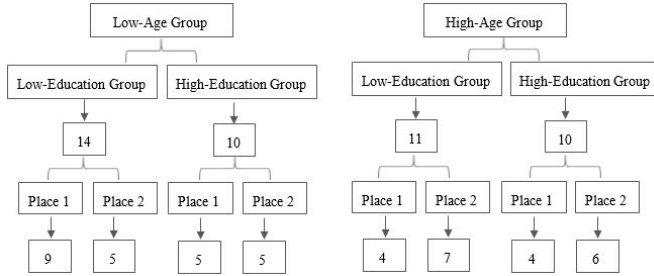 Low-Age Group
High-Age Group
Low-Education Group
High-Education Group
Low-Education Group
High-Education Group
14
10
11
10
Place 1
Place 2
Place 1
Place 2
Place 1
Place 2
Place 1
Place 2
9
5
5
5
4
7
4
6